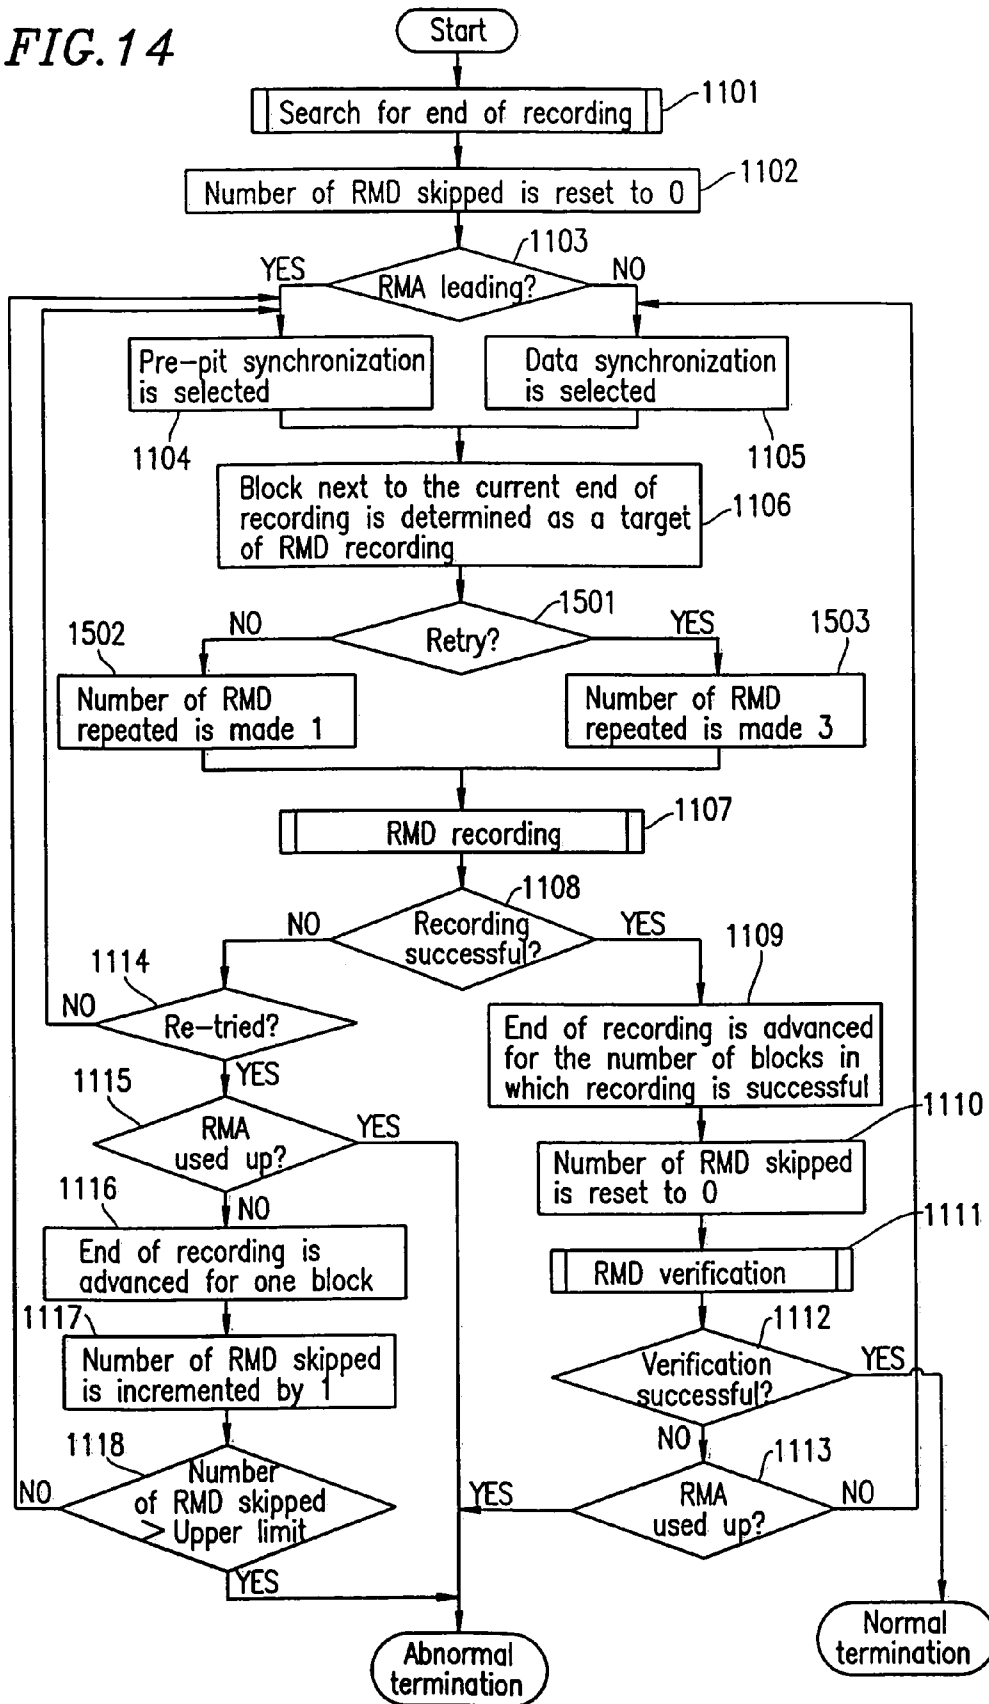 FIG.14
Start
Search for end of recording
1101
Number of RMD skipped is reset to 0
1102
1103
YES
RMA leading?
NO
Pre-pit synchronization
is selected
1104
Data synchronization
is selected
1105
Block next to the current end of
recording is determined as a target
of RMD recording
1106
1501
NO
Retry?
YES
1502
1503
Number of RMD
repeated is made 1
Number of RMD
repeated is made 3
RMD recording
1107
1108
NO
Recording
successful?
YES
1109
1114
NO
Re-tried?
YES
End of recording is advanced
for the number of blocks in
which recording is successful
1115
RMA
used up?
YES
NO
1110
Number of RMD skipped
is reset to 0
1116
End of recording is
advanced for one block
1111
RMD verification
1117
Number of RMD skipped
is incremented by 1
1112
Verification
successful?
YES
NO
1118
NO
Number
of RMD skipped
> Upper limit
YES
1113
YES
RMA
used up?
NO
Abnormal
termination
Normal
termination